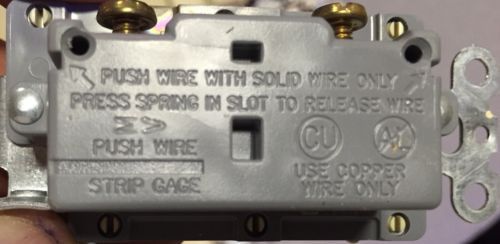 PUSH WIRE WITH SOLID WIRE ONLY
PRESS SPRING IN SLOT TO RELEASE WIRE
PUSH WIRE
STRIP GAGE
CU
AL
USE COPPER
WIRE ONLY